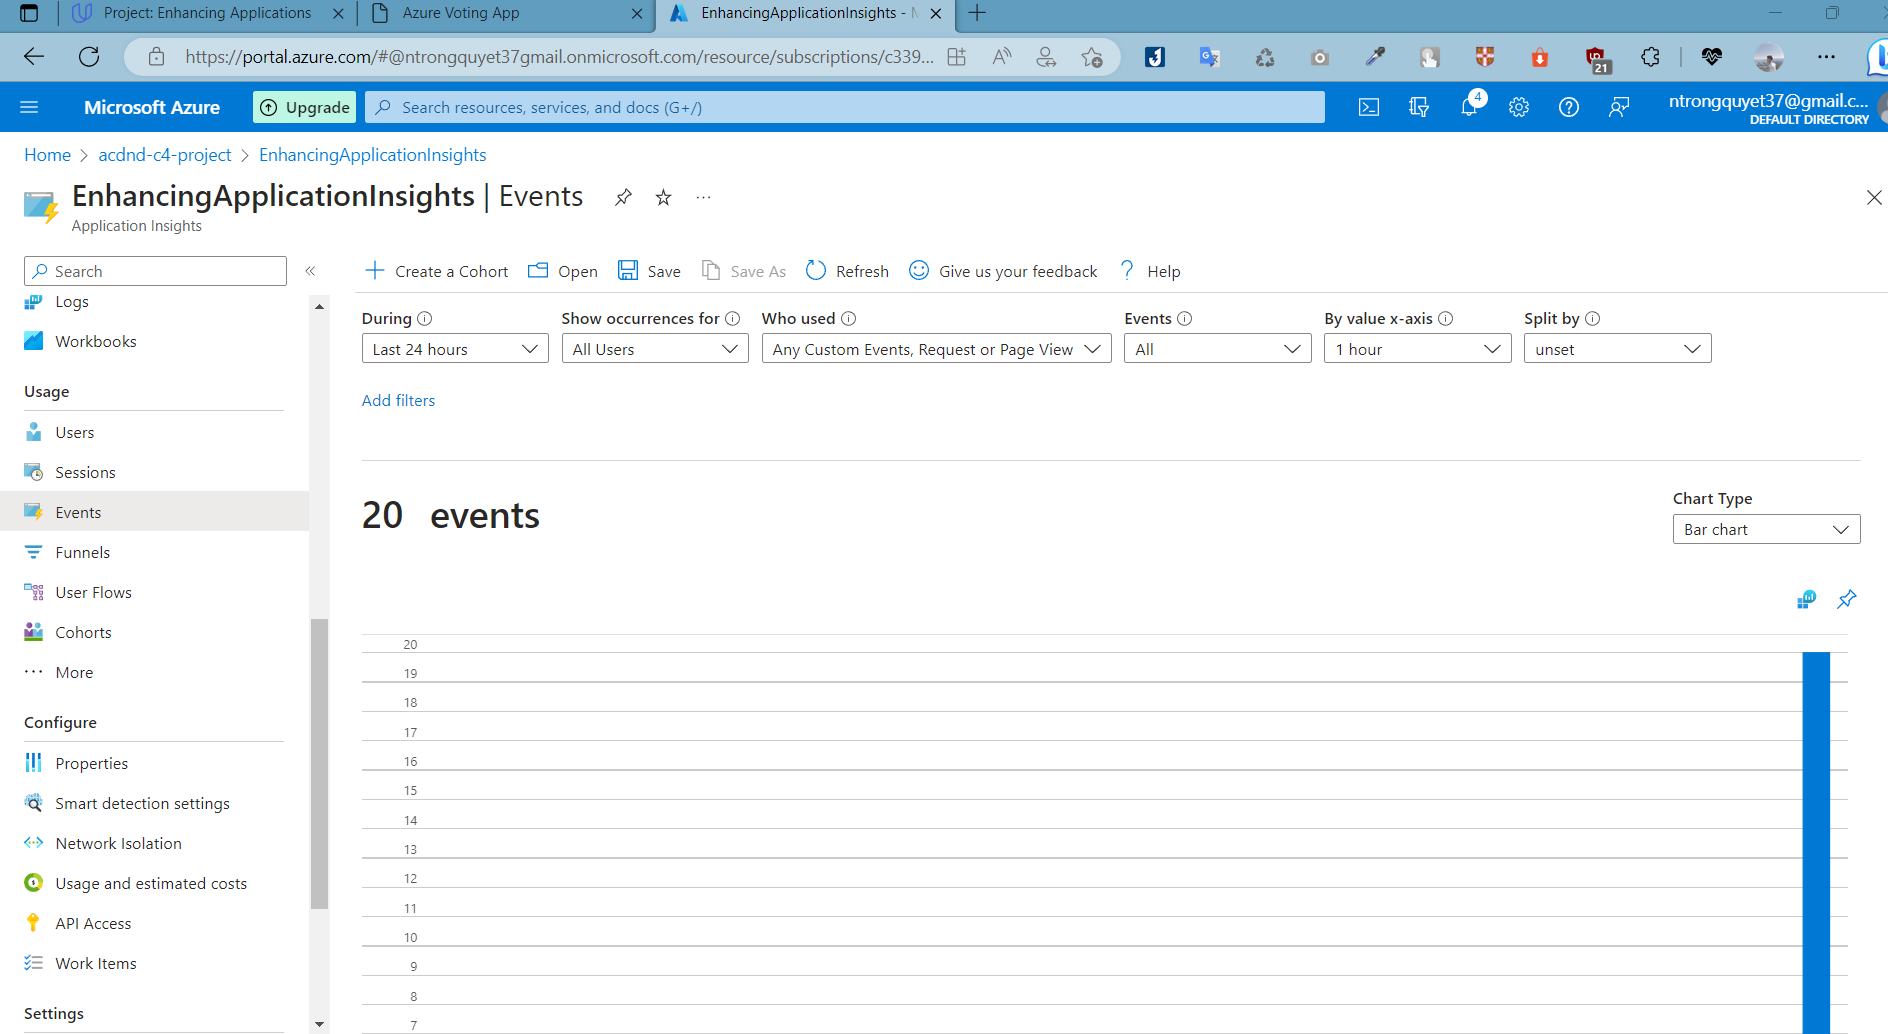 Project: Enhancing Applications
Azure Voting App
EnhancingApplicationInsights -
https://portal.azure.com/#@ntrongquyet37gmail.onmicrosoft.com/resource/subscriptions/c339...
21
Microsoft Azure
Upgrade
Search resources, services, and docs (G+/)
4
ntrongquyet37@gmail.c...
DEFAULT DIRECTORY
Home > acdnd-c4-project > EnhancingApplicationInsights
EnhancingApplicationInsights | Events
Application Insights
Search
Create a Cohort
Open
Save
Save As
Refresh
Give us your feedback
Help
Logs
Workbooks
Usage
Users
Sessions
Events
Funnels
User Flows
Cohorts
More
Configure
Properties
Smart detection settings
Network Isolation
Usage and estimated costs
API Access
Work Items
Settings
During
Last 24 hours
Show occurrences for
All Users
Who used
Any Custom Events, Request or Page View
Events
All
By value x-axis
1 hour
Split by
unset
Add filters
20 events
Chart Type
Bar chart
20
19
18
17
16
15
14
13
12
11
10
9
8
7